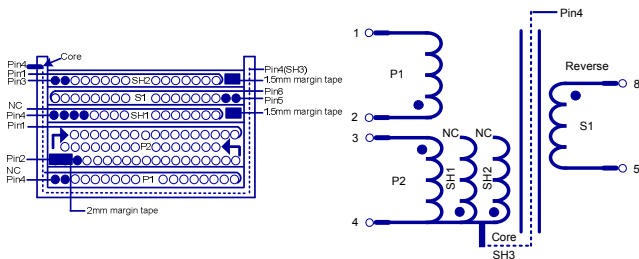 Pin4
Core
Pin1
Pin3
SH2
Pin4(SH3)
1.5mm margin tape
S1
Pin8
Pin5
NC
Pin4
SH1
1.5mm margin tape
Pin1
P2
Pin2
NC
Pin4
P1
2mm margin tape
Pin4
1
P1
2
3
NC
NC
P2
SH1
SH2
4
Core
SH3
Reverse
8
S1
5